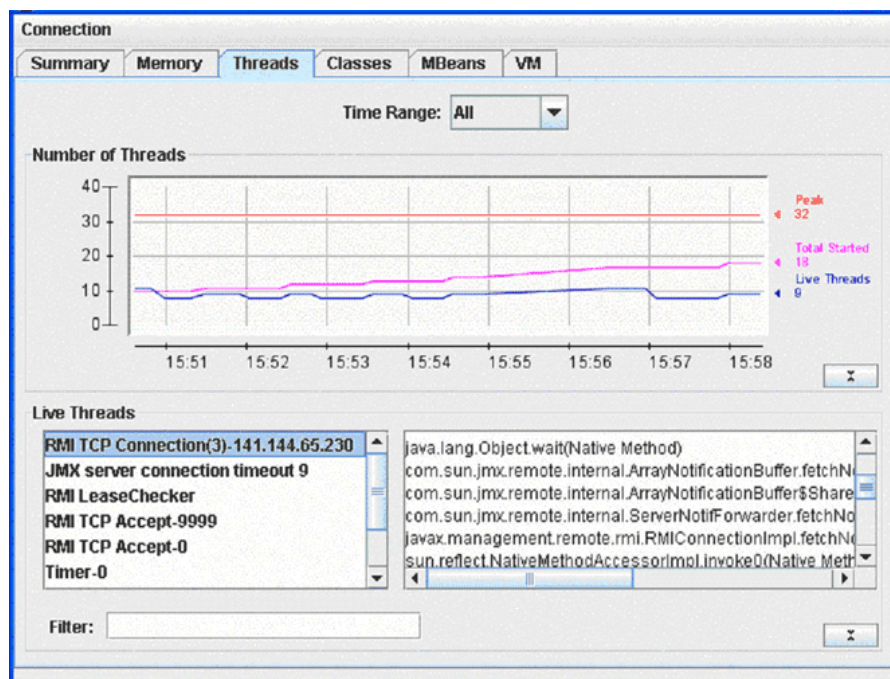 Connection
Summary Memory Threads Classes MBeans VM
Time Range: All
Number of Threads
40
30
20
10
0
Peak
32
Total Started
18
Live Threads
9
15:51 15:52 15:53 15:54 15:55 15:56 15:57 15:58
Live Threads
RMI TCP Connection(3)-141.144.65.230
JMX server connection timeout 9
RMI LeaseChecker
RMI TCP Accept-9999
RMI TCP Accept-0
Timer-0
java.lang.Object.wait(Native Method)
com.sun.jmx.remote.internal.ArrayNotificationBuffer.fetchNo
com.sun.jmx.remote.internal.ArrayNotificationBuffer$Share
com.sun.jmx.remote.internal.ServerNotifForwarder.fetchNo
javax.management.remote.rmi.RMIConnectionImpl.fetchNo
sun.reflect.NativeMethodAccessorImpl.invoke0(Native Meth
Filter: